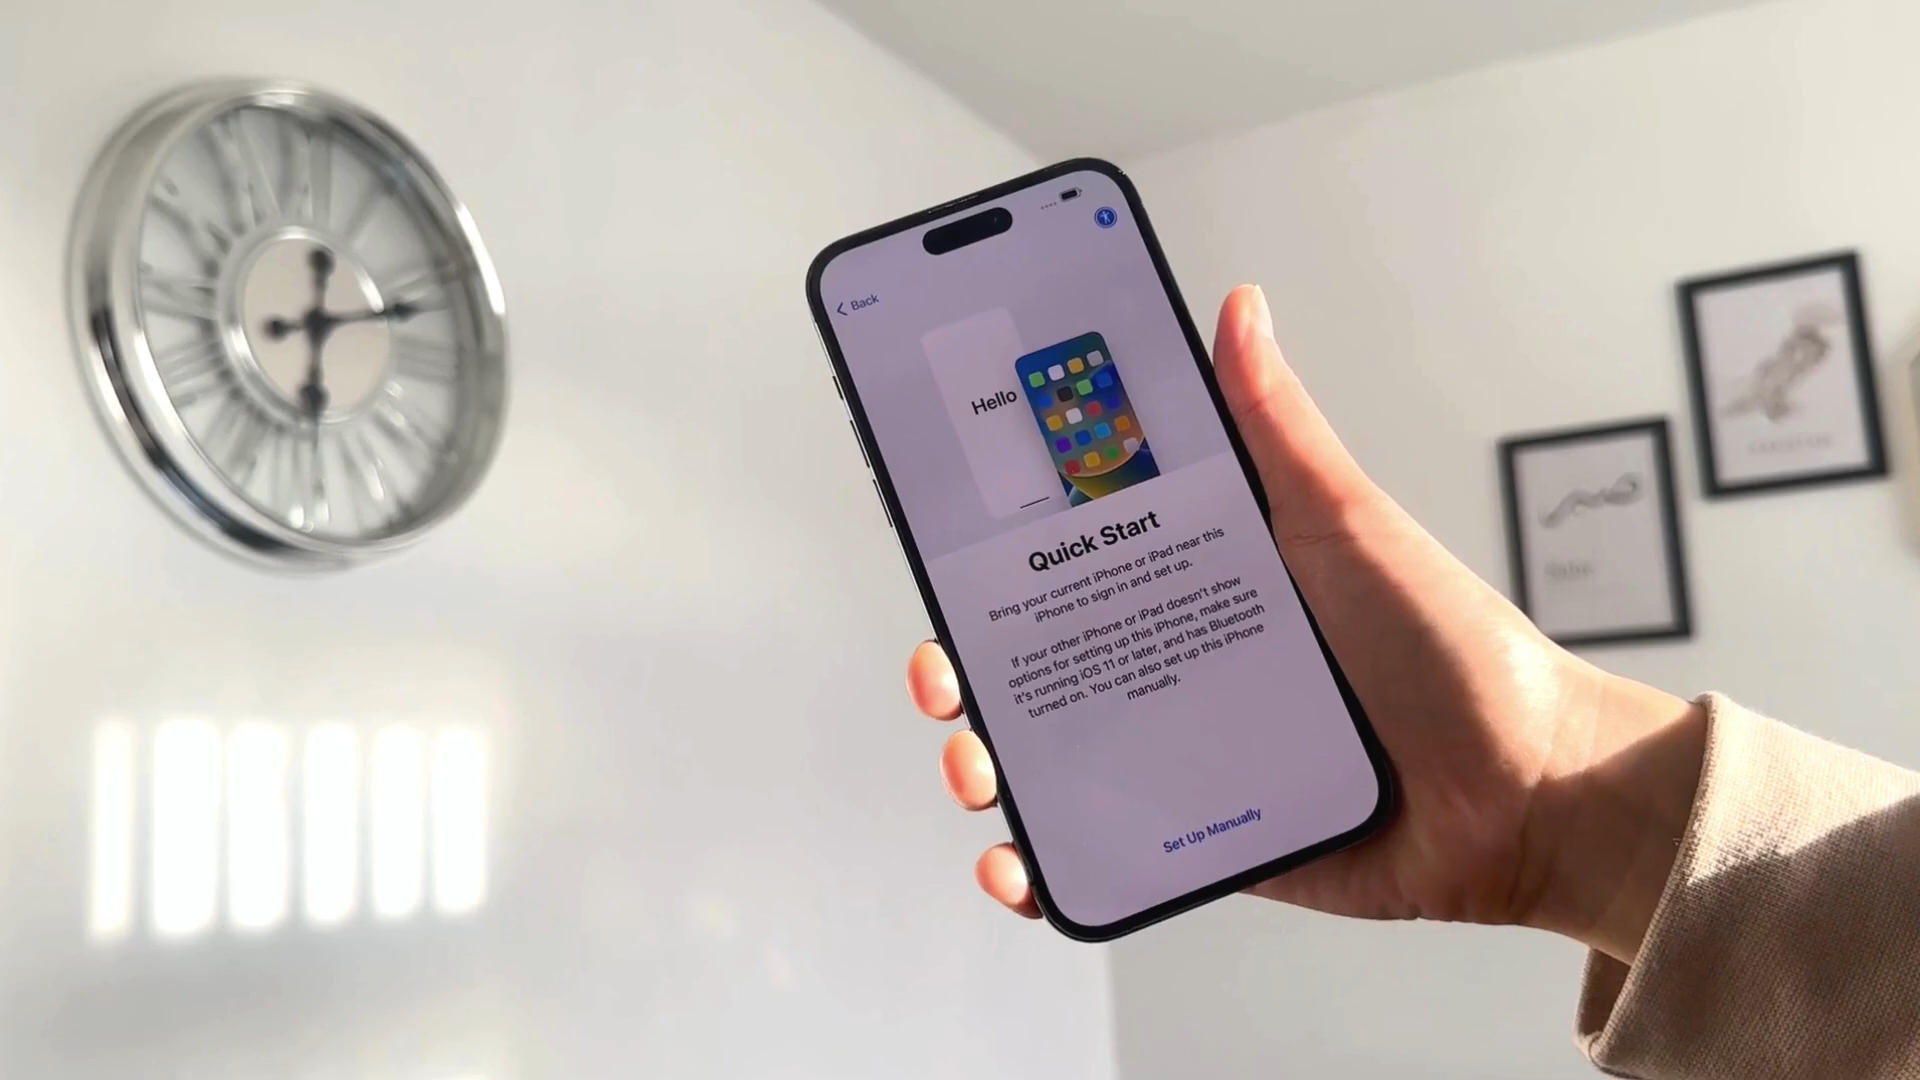 Back
Hello
Quick Start
Bring your current iPhone or iPad near this
iPhone to sign in and set up.
If your other iPhone or iPad doesn't show
options for setting up this iPhone, make sure
it's running iOS 11 or later, and has Bluetooth
turned on. You can also set up this iPhone
manually.
Set Up Manually